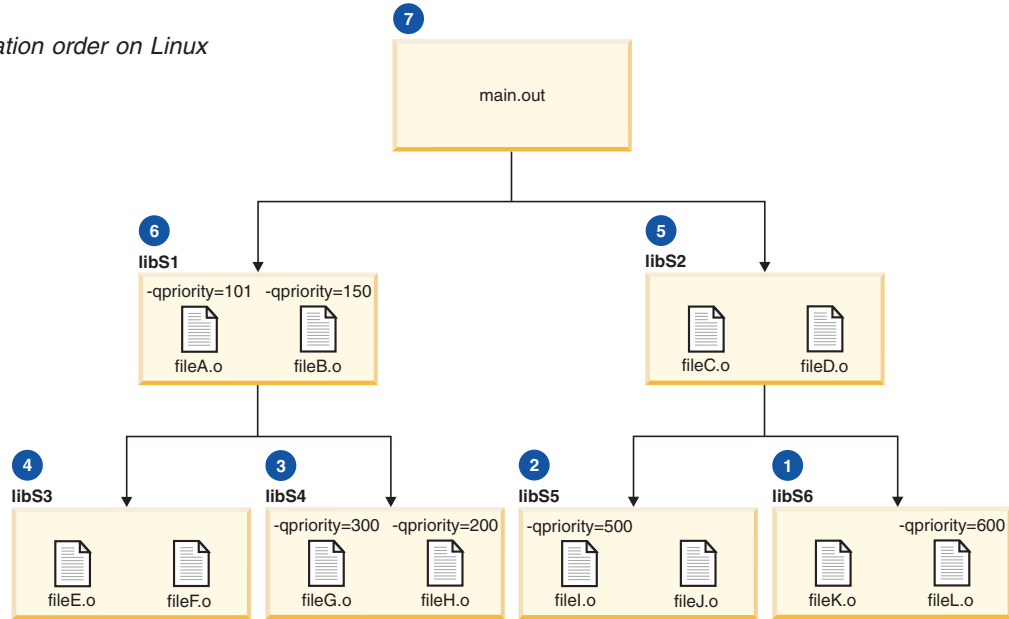 7
ation order on Linux
main.out
6
5
libS1
libS2
-qpriority=101 -qpriority=150
fileA.o fileB.o
fileC.o fileD.o
4
3
2
1
libS3
libS4
libS5
libS6
-qpriority=300 -qpriority=200
-qpriority=500
-qpriority=600
fileE.o fileF.o
fileG.o fileH.o
fileI.o fileJ.o
fileK.o fileL.o